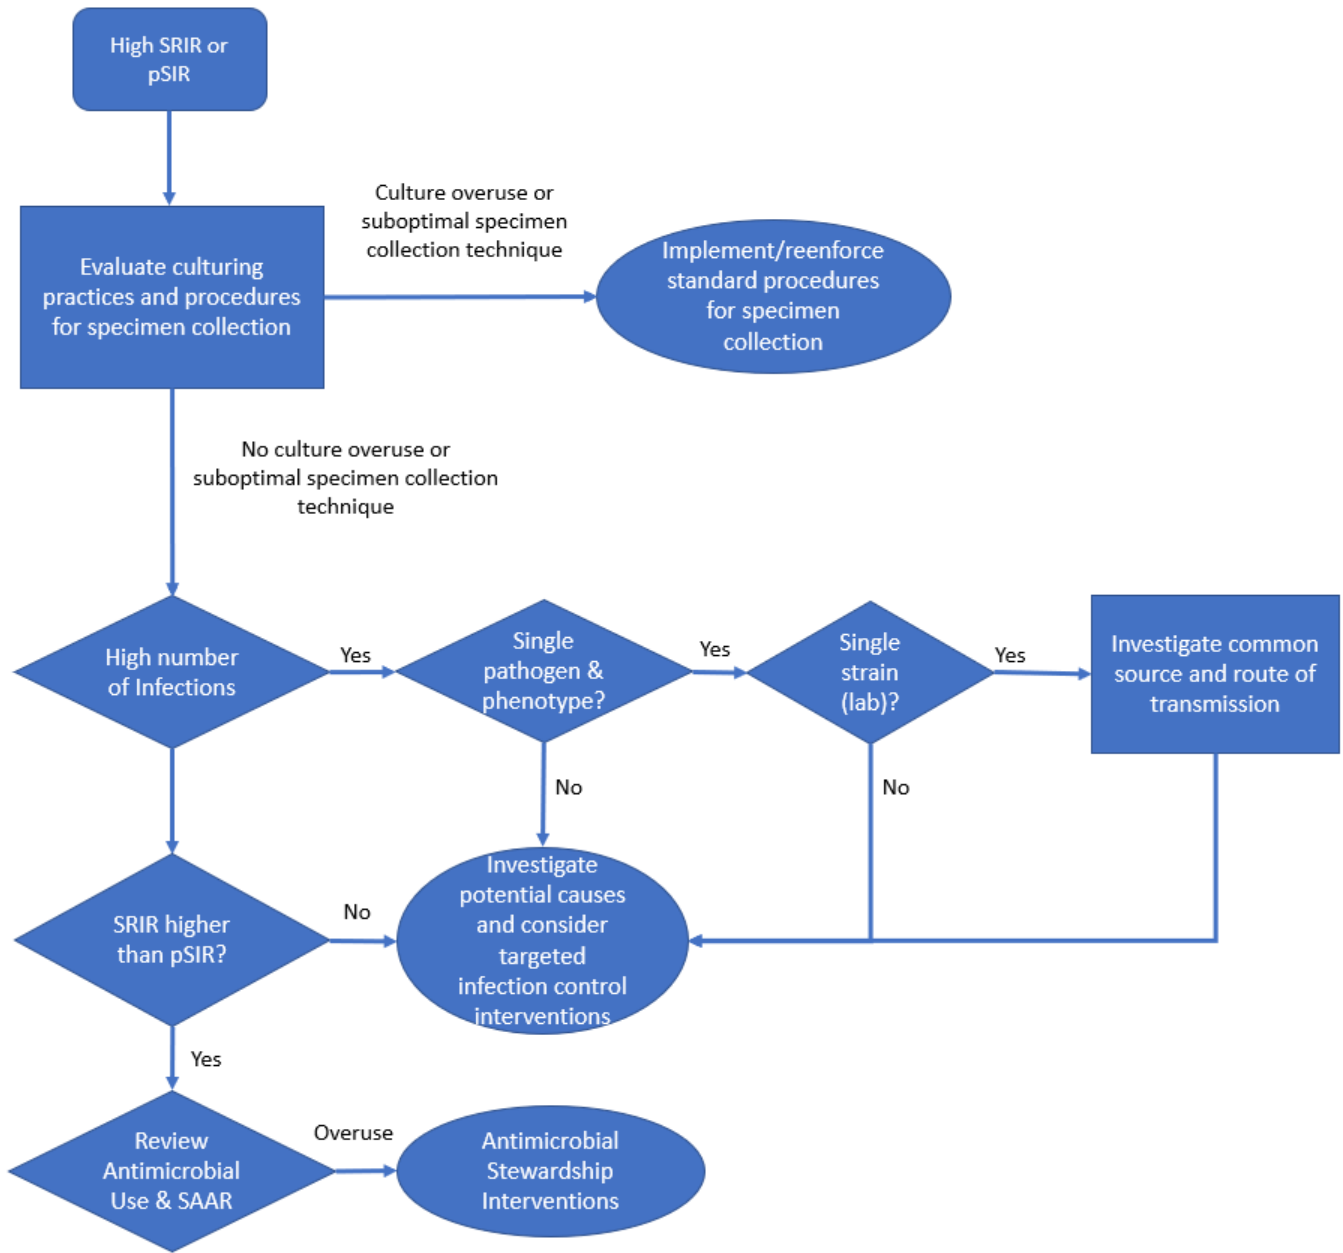 High SRIR or
pSIR
Culture overuse or
suboptimal specimen
collection technique
Evaluate culturing
practices and procedures
for specimen collection
Implement/reenforce
standard procedures
for specimen
collection
No culture overuse or
suboptimal specimen collection
technique
High number
of Infections
Yes
Single
pathogen &
phenotype?
Yes
Single
strain
(lab)?
Yes
Investigate common
source and route of
transmission
No
No
SRIR higher
than pSIR?
No
Investigate
potential causes
and consider
targeted
infection control
interventions
Yes
Review
Antimicrobial
Use & SAAR
Overuse
Antimicrobial
Stewardship
Interventions